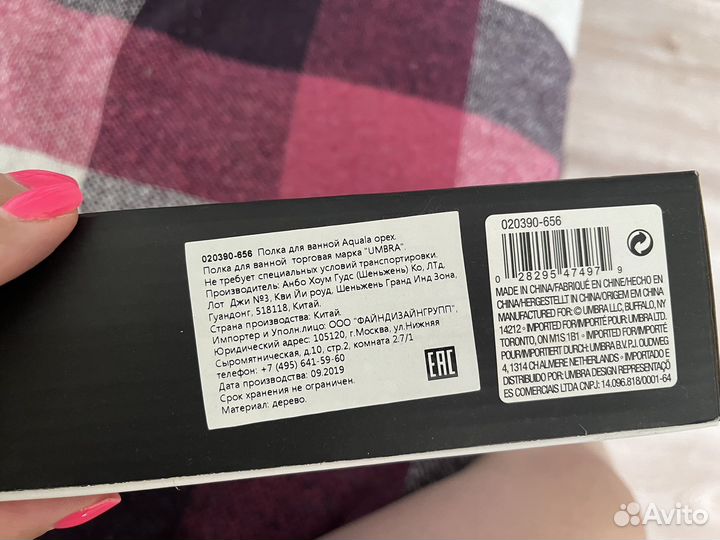 020390-656 Полка для ванной Aquala орех.
Полка для ванной торговая марка "UMBRA".
Не требует специальных условий транспортировки.
Производитель: Анбо Хоум Гудс (Шеньжень) Ко, ЛТд.
Лот Джи №3, Кви Йи роуд, Шеньжень Гранд Инд Зона,
Гуандонг, 518118, Китай.
Страна производства: Китай.
Импортер и Уполн.лицо: ООО "ФАЙНДИЗАЙНГРУПП",
Юридический адрес: 105120, г.Москва, ул.Нижняя
Сыромятническая, д.10, стр.2, комната 2:7/1
телефон: +7 (495) 641-59-60
Дата производства: 09.2019
Срок хранения не ограничен.
Материал: дерево.
EAC
020390-656
0 28295 47497 9
MADE IN CHINA/FABRIQUÉ EN CHINE/HECHO EN
CHINA/HERGESTELLT IN CHINA/ORIGEM EM CHINA
MANUFACTURED FOR: © UMBRA LLC, BUFFALO, NY
14212 • IMPORTED FOR/IMPORTÉ POUR: UMBRA LTD.
TORONTO, ON M1S 1B1 • IMPORTED FOR/IMPORTÉ
POUR/IMPORTIERT DURCH: UMBRA B.V. P.J. OUDWEG
4, 1314 CH ALMERE NETHERLANDS • IMPORTADO E
DISTRIBUIDO POR: UMBRA DESIGN REPRESENTAÇÕ
ES COMERCIAIS LTDA CNPJ: 14.096.818/0001-64
Avito